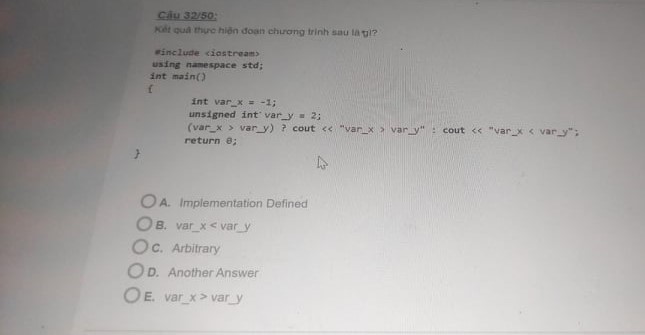 Câu 32/50:
Kết quả thực hiện đoạn chương trình sau là gì?
#include <iostream>
using namespace std;
int main()
{
int var_x = -1;
unsigned int var_y = 2;
(var_x > var_y) ? cout << "var_x > var_y" : cout << "var_x < var_y";
return 0;
}
A. Implementation Defined
B. var_x < var_y
C. Arbitrary
D. Another Answer
E. var_x > var_y